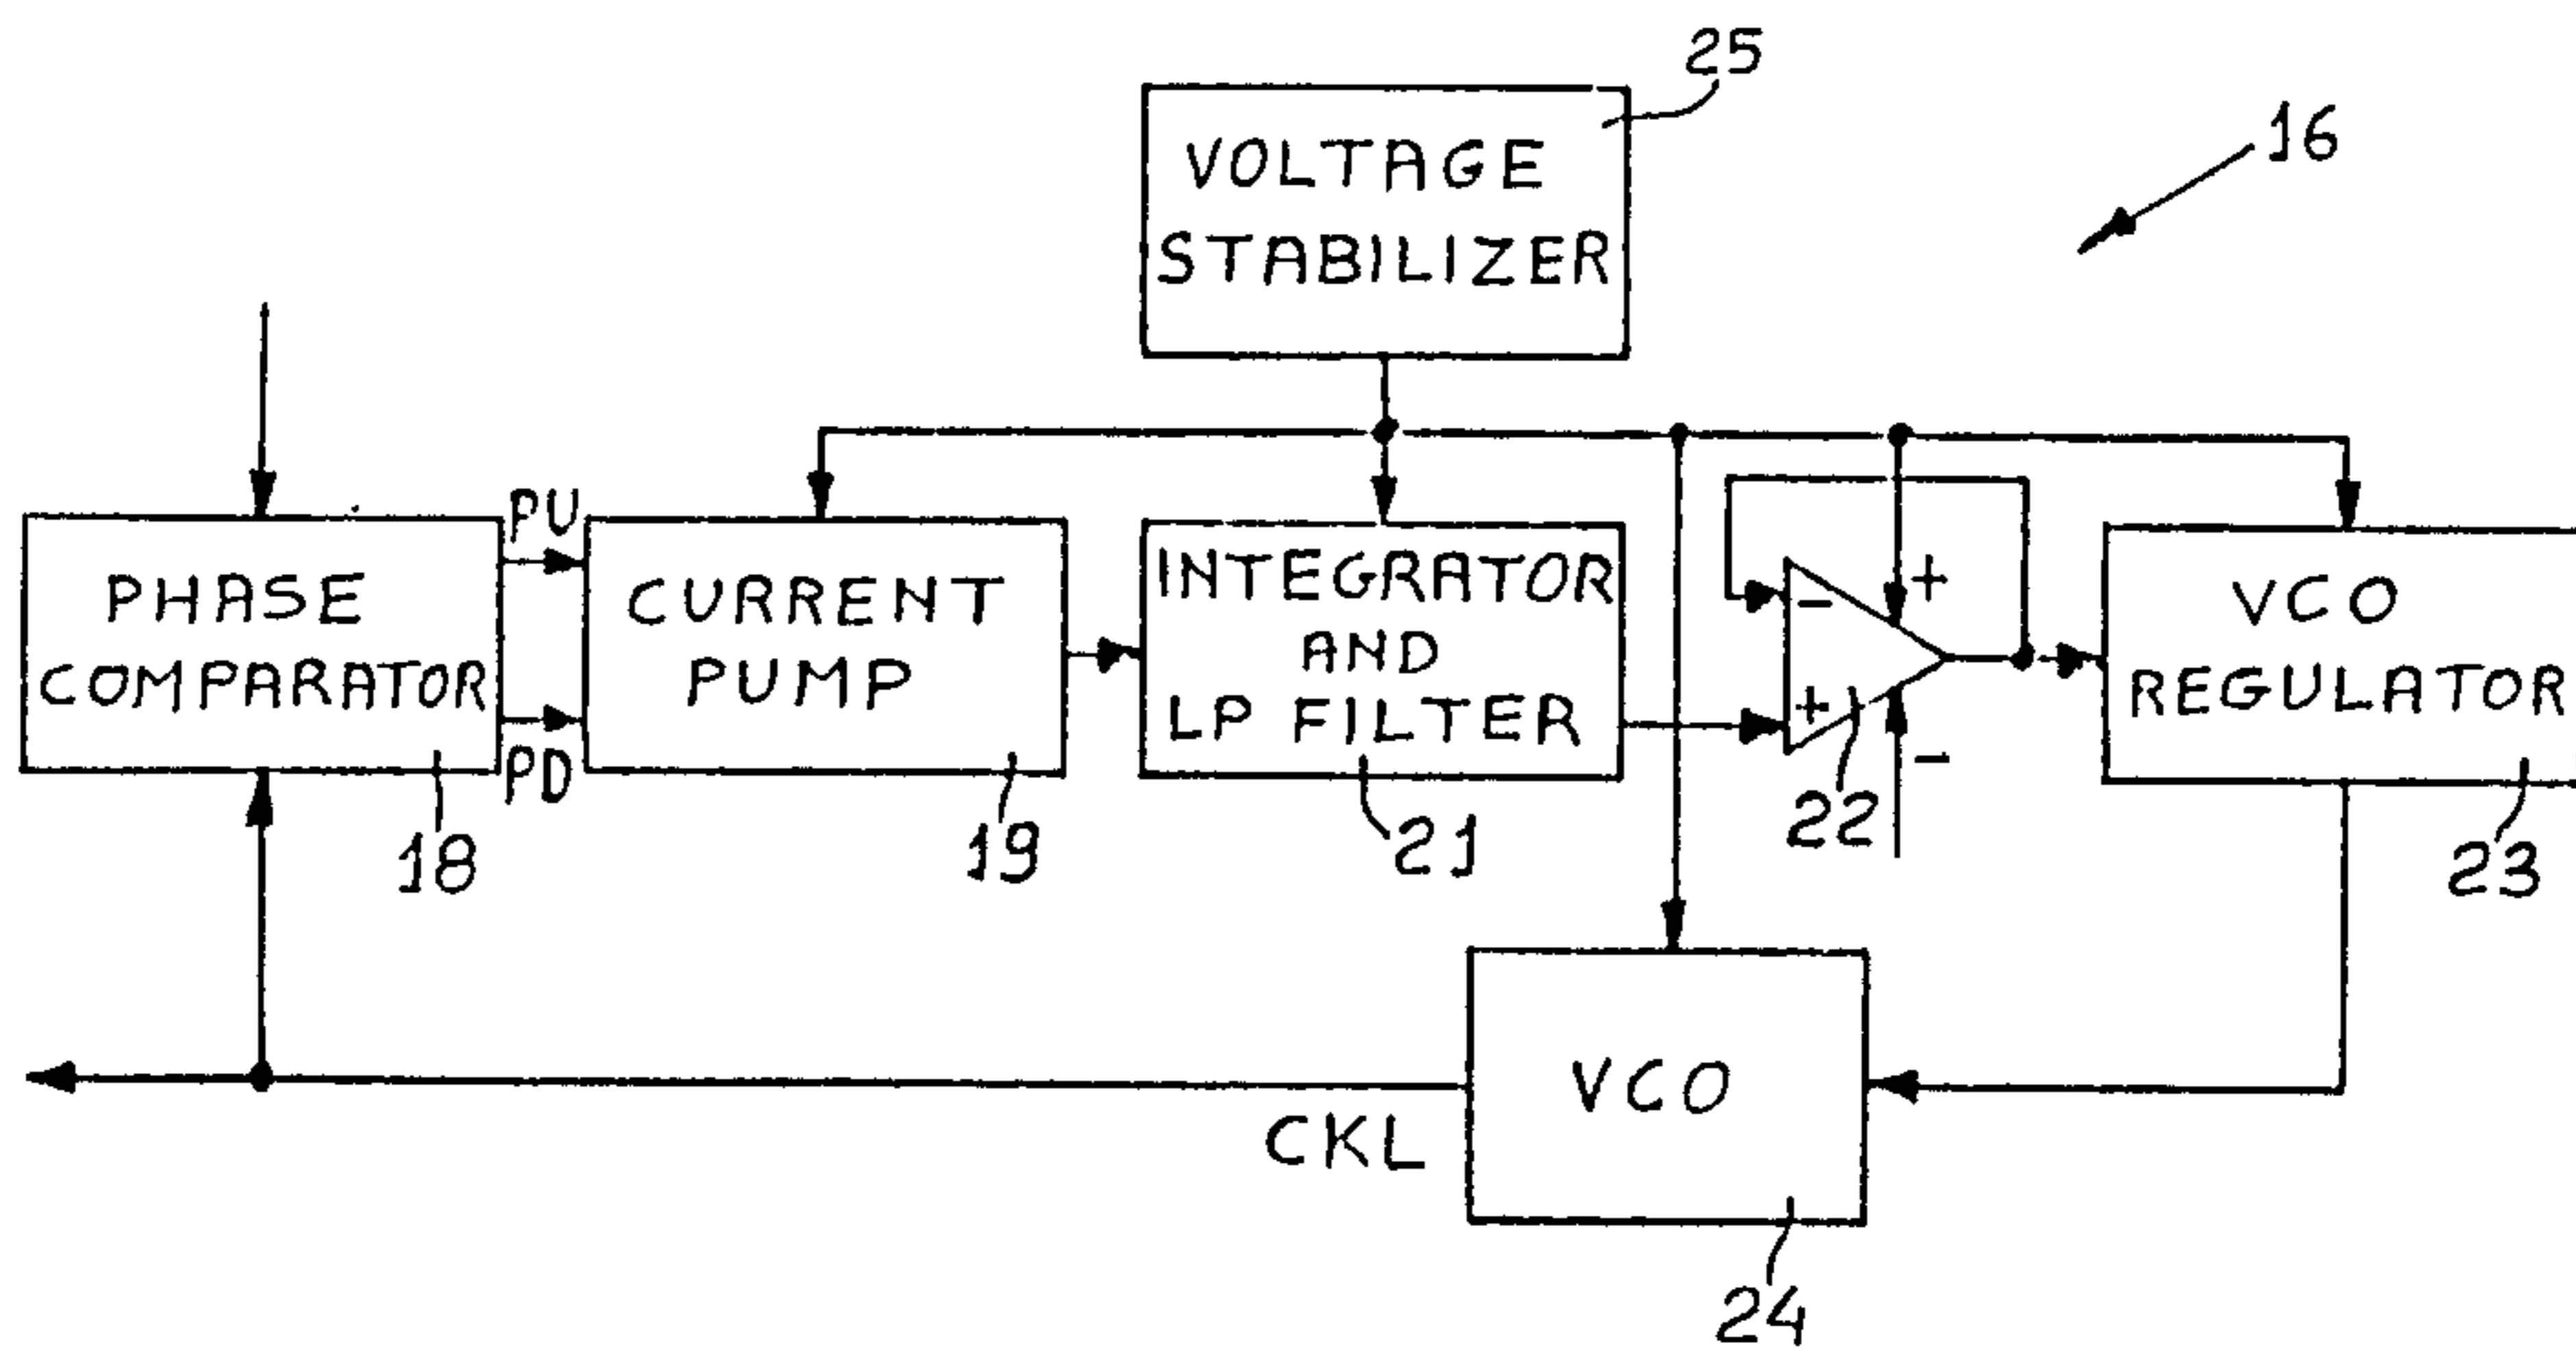 25
VOLTAGE
STABILIZER
16
PU
PHASE
COMPARATOR
PD
18
CURRENT
PUMP
19
INTEGRATOR
AND
LP FILTER
21
-
+
+
-
22
VCO
REGULATOR
23
VCO
CKL
24